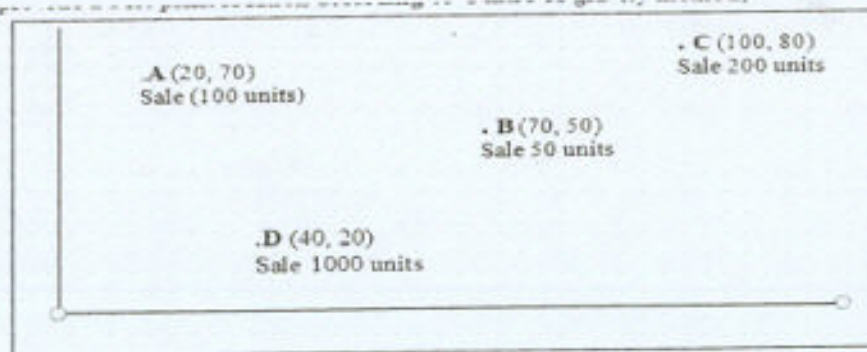 . C (100, 80)
Sale 200 units
.A (20, 70)
Sale (100 units)
. B (70, 50)
Sale 50 units
.D (40, 20)
Sale 1000 units